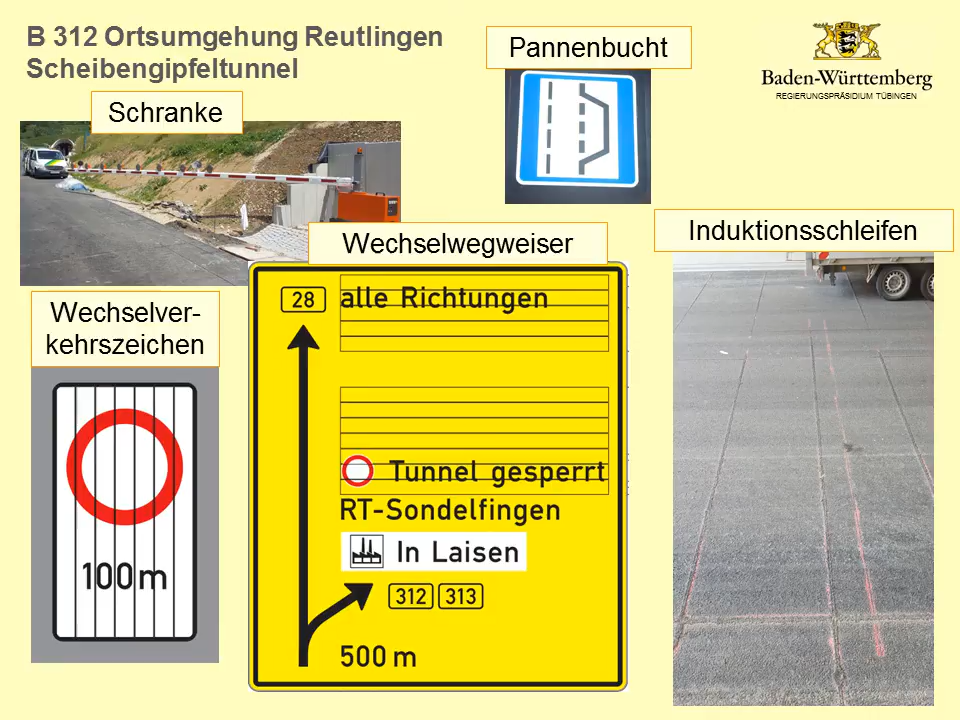 B 312 Ortsumgehung Reutlingen
Scheibengipfeltunnel
Pannenbucht
Baden-Württemberg
REGIERUNGSPRÄSIDIUM TÜBINGEN
Schranke
Wechselwegweiser
Induktionsschleifen
28 alle Richtungen
Wechselver-
kehrszeichen
Tunnel gesperrt
RT-Sondelfingen
In Laisen
312 313
500 m
100 m